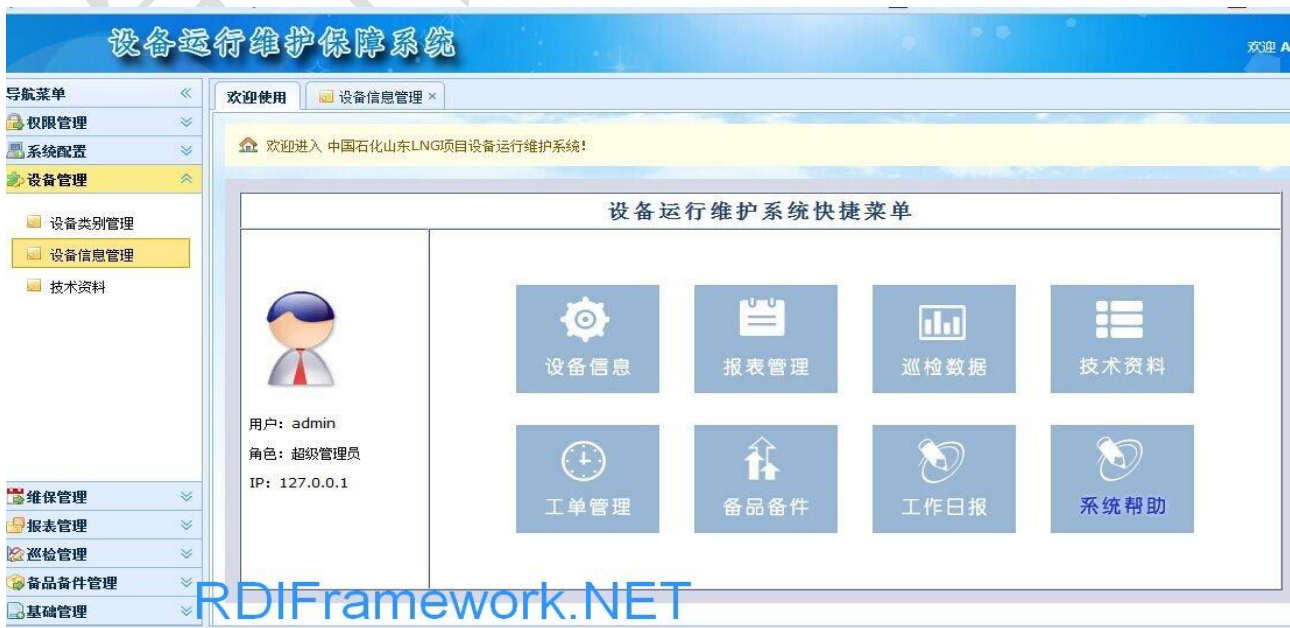 设备运行维护保障系统
欢迎 A
导航菜单
权限管理
系统配置
设备管理
设备类别管理
设备信息管理
技术资料
维保管理
报表管理
巡检管理
备品备件管理
基础管理
欢迎使用
设备信息管理 ×
欢迎进入 中国石化山东LNG项目设备运行维护系统!
设备运行维护系统快捷菜单
用户: admin
角色: 超级管理员
IP: 127.0.0.1
设备信息
报表管理
巡检数据
技术资料
工单管理
备品备件
工作日报
系统帮助
RDIFramework.NET